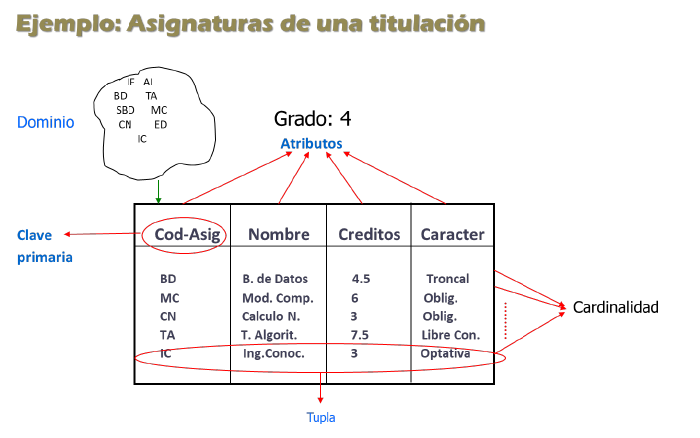 Ejemplo: Asignaturas de una titulación
IF AL
BD TA
SBD MC
CN ED
IC
Dominio
Grado: 4
Atributos
Clave
primaria
Cod-Asig Nombre Creditos Caracter
BD B. de Datos 4.5 Troncal
MC Mod. Comp. 6 Oblig.
CN Calculo N. 3 Oblig.
TA T. Algorit. 7.5 Libre Con.
IC Ing.Conoc. 3 Optativa
Cardinalidad
Tupla